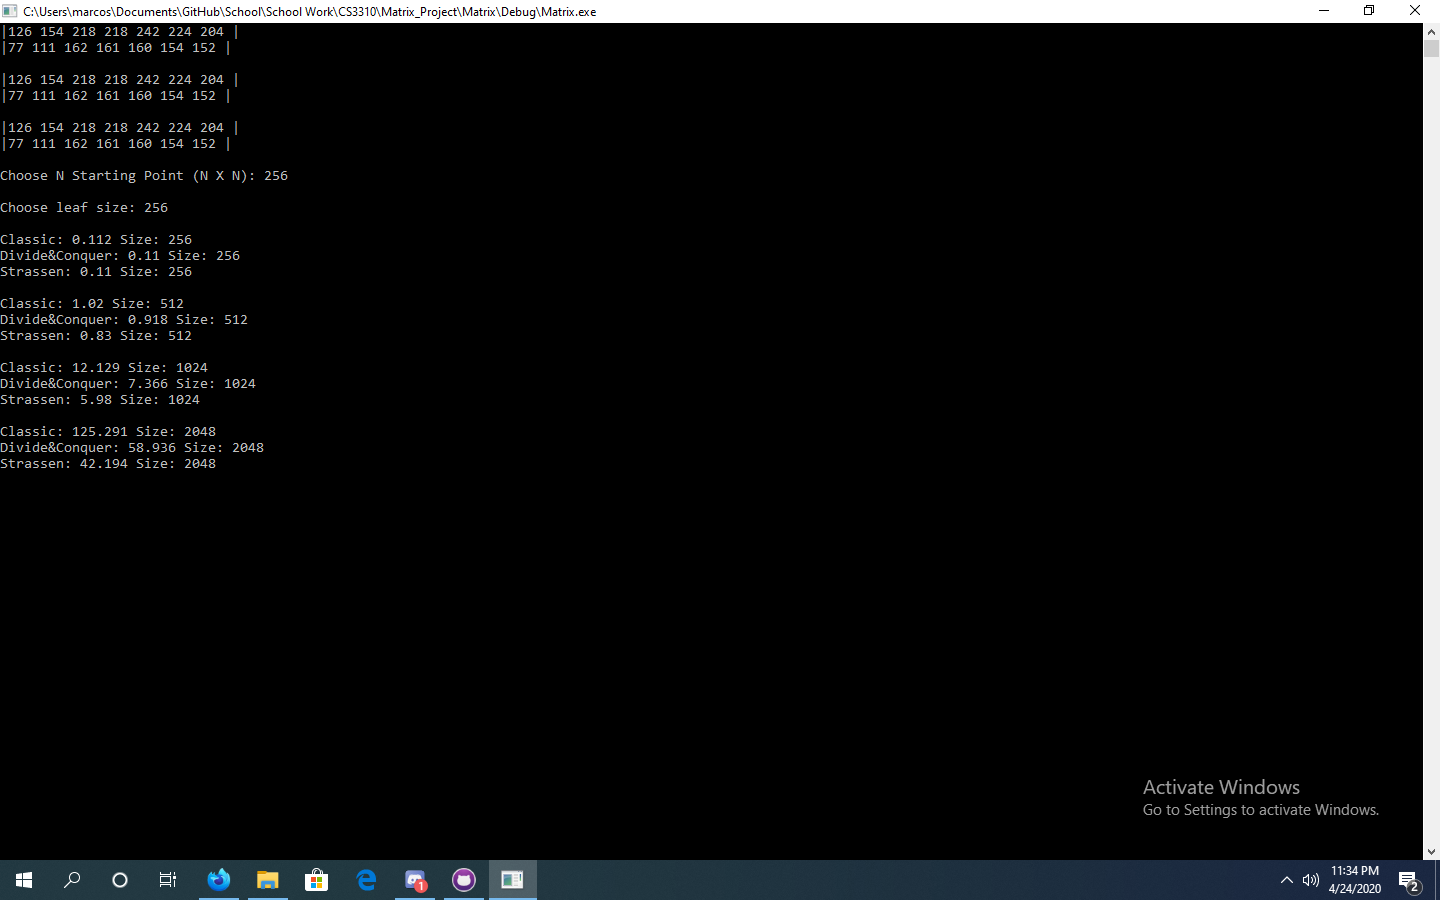 C:\Users\marcos\Documents\GitHub\School\School Work\CS3310\Matrix_Project\Matrix\Debug\Matrix.exe
|126 154 218 218 242 224 204 |
|77 111 162 161 160 154 152 |
|126 154 218 218 242 224 204 |
|77 111 162 161 160 154 152 |
|126 154 218 218 242 224 204 |
|77 111 162 161 160 154 152 |
Choose N Starting Point (N X N): 256
Choose leaf size: 256
Classic: 0.112 Size: 256
Divide&Conquer: 0.11 Size: 256
Strassen: 0.11 Size: 256
Classic: 1.02 Size: 512
Divide&Conquer: 0.918 Size: 512
Strassen: 0.83 Size: 512
Classic: 12.129 Size: 1024
Divide&Conquer: 7.366 Size: 1024
Strassen: 5.98 Size: 1024
Classic: 125.291 Size: 2048
Divide&Conquer: 58.936 Size: 2048
Strassen: 42.194 Size: 2048
Activate Windows
Go to Settings to activate Windows.
1
11:34 PM
4/24/2020
2